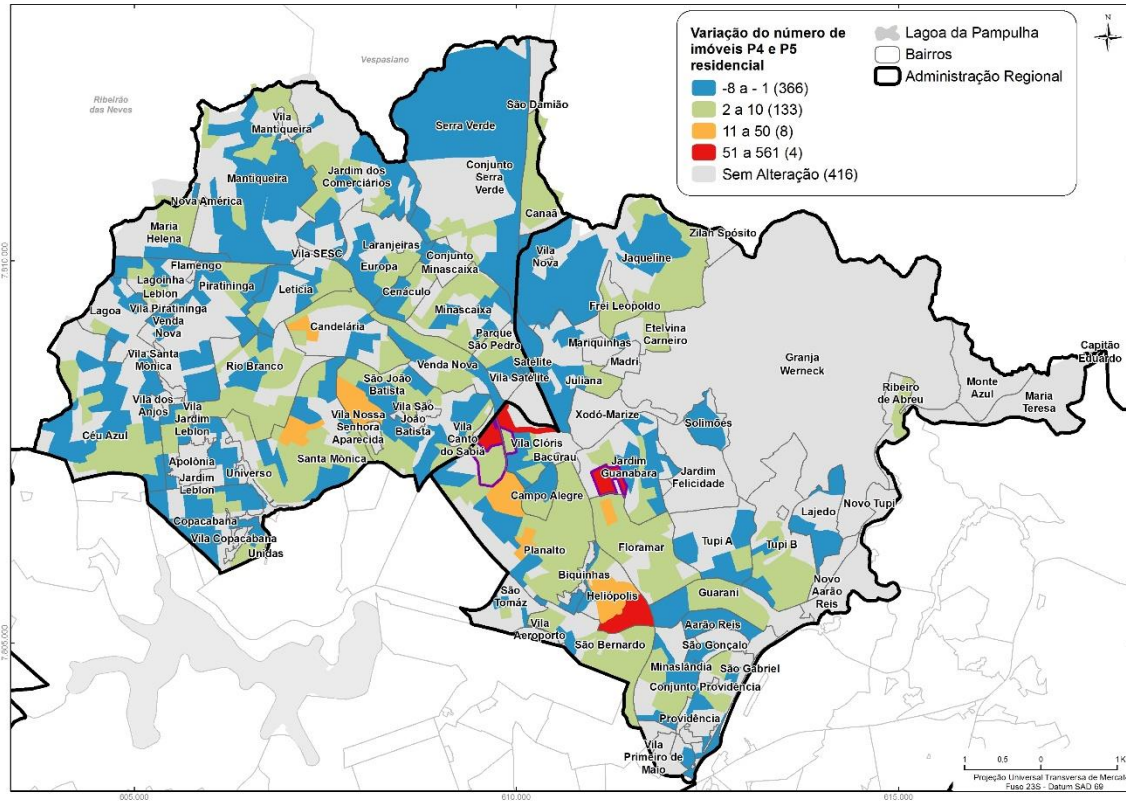 Variação do número de
imóveis P4 e P5
residencial
-8 a - 1 (366)
2 a 10 (133)
11 a 50 (8)
51 a 561 (4)
Sem Alteração (416)
Lagoa da Pampulha
Bairros
Administração Regional
N
Vespasiano
Ribeirão
das Neves
São Damião
Serra Verde
Vila
Mantiqueira
Mantiqueira
Jardim dos
Comerciários
Conjunto
Serra
Verde
Nova América
Canaã
Maria
Helena
Zilah Spósito
Vila SESC
Laranjeiras
Vila
Nova
Jaqueline
Flamengo
Europa
Conjunto
Minascaixa
7.810.000
Lagoinha
Leblon
Piratininga
Letícia
Cenáculo
Frei Leopoldo
Lagoa
Vila Piratininga
Venda
Nova
Candelária
Minascaixa
Etelvina
Carneiro
Parque
São Pedro
Mariquinhas
Madri
Vila Santa
Mônica
Rio Branco
Venda Nova
Satélite
Vila Satélite
Juliana
Granja
Werneck
Capitão
Eduardo
São João
Batista
Monte
Azul
Maria
Teresa
Ribeiro
de Abreu
Vila dos
Anjos
Vila
Jardim
Leblon
Vila Nossa
Senhora
Aparecida
Vila São
João
Batista
Xodó-Marize
Solimões
Céu Azul
Vila
Canto
do Sabiá
Vila Clóris
Bacurau
Apolônia
Santa Mônica
Jardim
Guanabara
Jardim
Felicidade
Jardim
Leblon
Universo
Campo Alegre
Lajedo
Novo Tupi
Copacabana
Vila Copacabana
Unidas
Planalto
Floramar
Tupi A
Tupi B
Biquinhas
São
Tomáz
Heliópolis
Guarani
Novo
Aarão
Reis
Vila
Aeroporto
Aarão Reis
São Bernardo
São Gonçalo
7.805.000
Minaslândia
São Gabriel
Conjunto Providência
Providência
Vila
Primeiro de
Maio
1 0,5 0 1 K
Projeção Universal Transversa de Mercat
Fuso 23S - Datum SAD 69
605.000
610.000
615.000